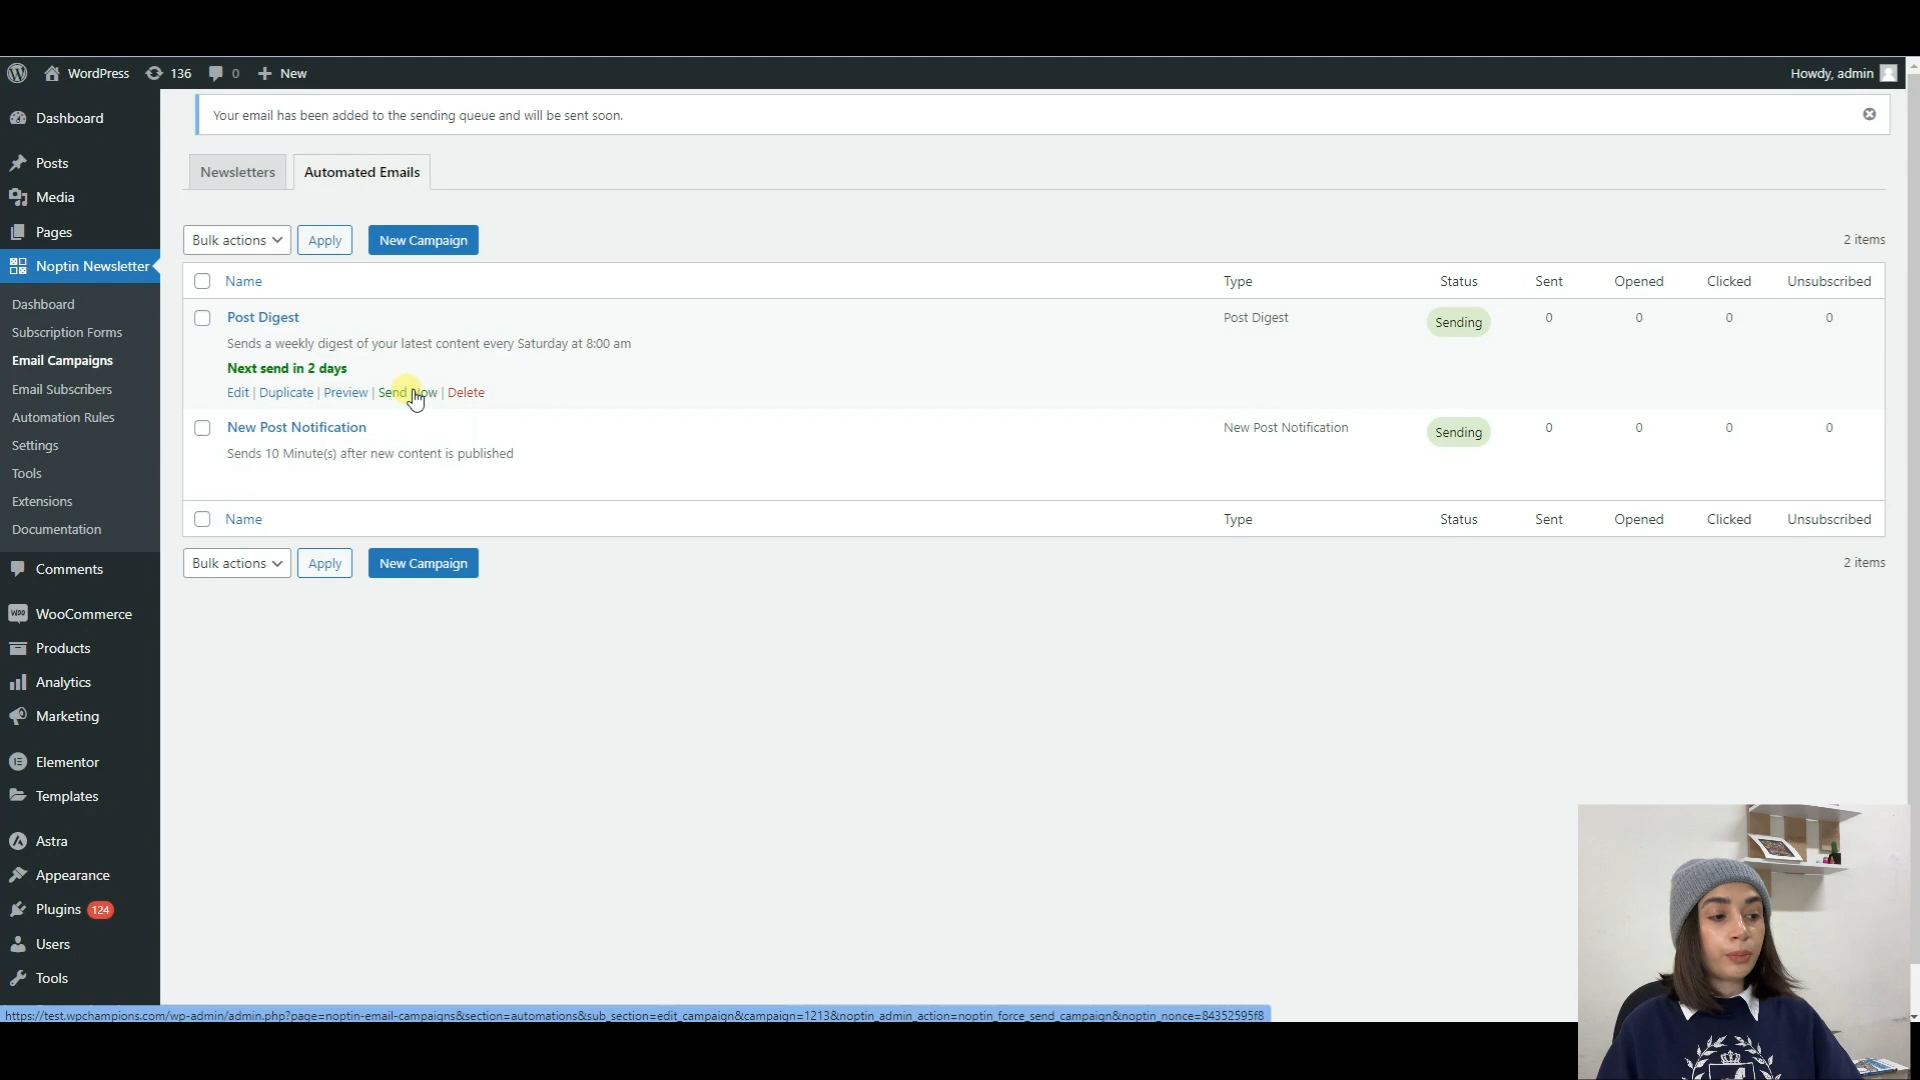 WordPress 136 0 New Howdy, admin
Your email has been added to the sending queue and will be sent soon.
Newsletters Automated Emails
Bulk actions Apply New Campaign 2 items
Name Type Status Sent Opened Clicked Unsubscribed
Post Digest Post Digest Sending 0 0 0 0
Sends a weekly digest of your latest content every Saturday at 8:00 am
Next send in 2 days
Edit | Duplicate | Preview | Send Now | Delete
New Post Notification New Post Notification Sending 0 0 0 0
Sends 10 Minute(s) after new content is published
Name Type Status Sent Opened Clicked Unsubscribed
Bulk actions Apply New Campaign 2 items
Dashboard
Posts
Media
Pages
Noptin Newsletter
Dashboard
Subscription Forms
Email Campaigns
Email Subscribers
Automation Rules
Settings
Tools
Extensions
Documentation
Comments
Woo WooCommerce
Products
Analytics
Marketing
Elementor
Templates
Astra
Appearance
Plugins 124
Users
Tools
https://test.wpchampions.com/wp-admin/admin.php?page=noptin-email-campaigns&section=automations&sub_section=edit_campaign&campaign=1213&noptin_admin_action=noptin_force_send_campaign&noptin_nonce=84352595f8